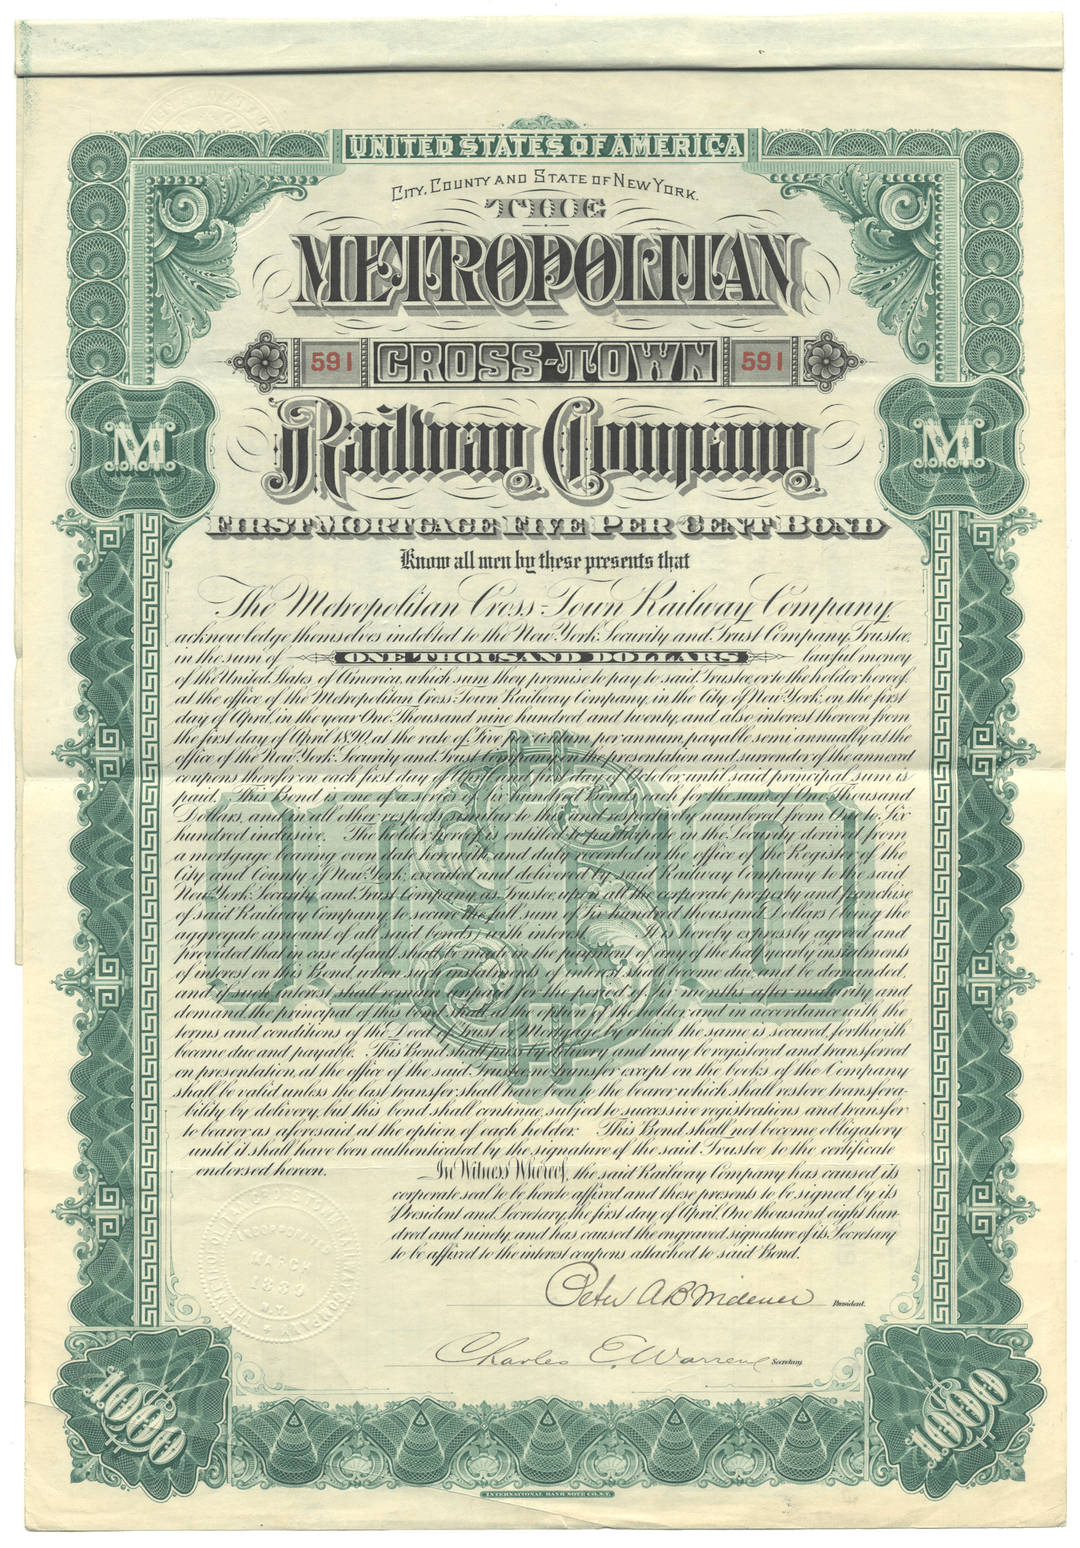 UNITED STATES OF AMERICA
CITY, COUNTY AND STATE OF NEW YORK.
THE
METROPOLITAN
591 CROSS-TOWN 591
Railway Company
M M
FIRST MORTGAGE FIVE PER CENT BOND
Know all men by these presents that
The Metropolitan Cross-Town Railway Company
acknowledge themselves indebted to the New York Security and Trust Company, Trustee,
in the sum of ONE THOUSAND DOLLARS lawful money
of the United States of America, which sum they promise to pay to said Trustee, or to the holder hereof,
at the office of the Metropolitan Cross-Town Railway Company, in the City of New York, on the first
day of April, in the year One Thousand nine hundred and twenty, and also interest thereon from
the first day of April 1890, at the rate of Five per centum per annum, payable semi annually at the
office of the New York Security and Trust Company on the presentation and surrender of the annexed
coupons therefor on each first day of April and first day of October, until said principal sum is
paid. This Bond is one of a series of Six hundred Bonds, each for the sum of One Thousand
Dollars, and in all other respects similar to this and respectively numbered from One to Six
hundred inclusive. The holder hereof is entitled to participate in the Security derived from
a mortgage bearing even date herewith and duly recorded in the office of the Register of the
City and County of New York, executed and delivered by said Railway Company to the said
New York Security and Trust Company as Trustee, upon all the corporate property and franchise
of said Railway Company to secure the full sum of Six hundred thousand Dollars (being the
aggregate amount of all said bonds) with interest. It is hereby expressly agreed and
provided that in case default shall be made in the payment of any of the half yearly instalments
of interest on this Bond, when such instalments of interest shall become due, and be demanded,
and if such interest shall remain unpaid for the period of Six months after maturity and
demand, the principal of this bond shall at the option of the holder, and in accordance with the
terms and conditions of the Deed of Trust or Mortgage by which the same is secured, forthwith
become due and payable. This Bond shall pass by delivery and may be registered and transferred
on presentation, at the office of the said Trustee, no transfer except on the books of the Company
shall be valid unless the last transfer shall have been to the bearer which shall restore transfera-
bility by delivery, but this bond shall continue subject to successive registrations and transfer
to bearer as aforesaid at the option of each holder. This Bond shall not become obligatory
until it shall have been authenticated by the signature of the said Trustee to the certificate
endorsed hereon. In Witness Whereof, the said Railway Company has caused its
corporate seal to be hereto affixed and these presents to be signed by its
President and Secretary, the first day of April, One thousand eight hun-
dred and ninety, and has caused the engraved signature of its Secretary
to be affixed to the interest coupons attached to said Bond.
Peter A B Widener President.
Charles E. Warren Secretary
1,000 1,000
INTERNATIONAL BANK NOTE CO. N.Y.